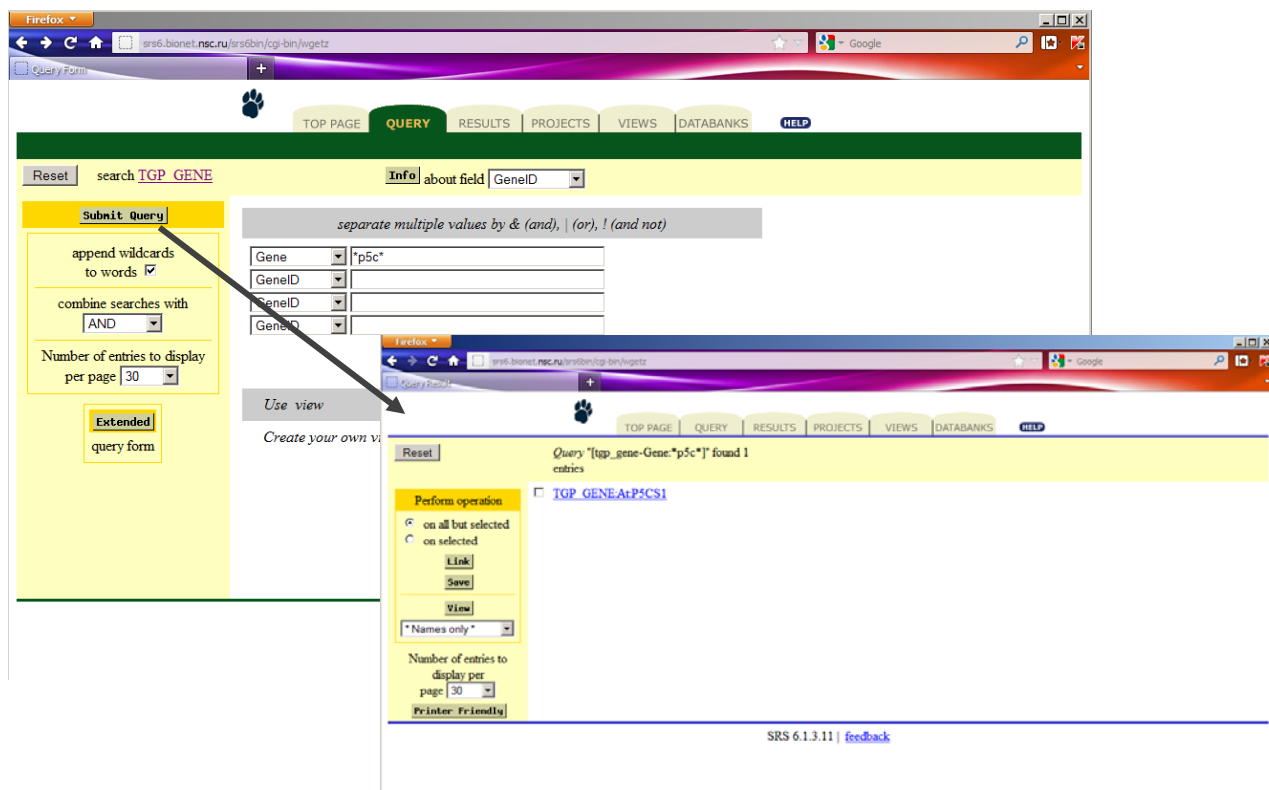 Firefox
srs6.bionet.nsc.ru/srs6bin/cgi-bin/wgetz
Google
Query Form
+
TOP PAGE QUERY RESULTS PROJECTS VIEWS DATABANKS HELP
Reset search TGP_GENE Info about field GeneID
Submit Query
separate multiple values by & (and), | (or), ! (and not)
append wildcards
to words
Gene *p5c*
GeneID
GeneID
GeneID
combine searches with
AND
Number of entries to display
per page 30
Extended
query form
Use view
Create your own vi
Firefox
srs6.bionet.nsc.ru/srs6bin/cgi-bin/wgetz
Google
Query Result
+
TOP PAGE QUERY RESULTS PROJECTS VIEWS DATABANKS HELP
Reset
Query "[tgp_gene-Gene:*p5c*]" found 1
entries
TGP_GENE:At:P5CS1
Perform operation
on all but selected
on selected
Link
Save
View
* Names only *
Number of entries to
display per
page 30
Printer Friendly
SRS 6.1.3.11 | feedback